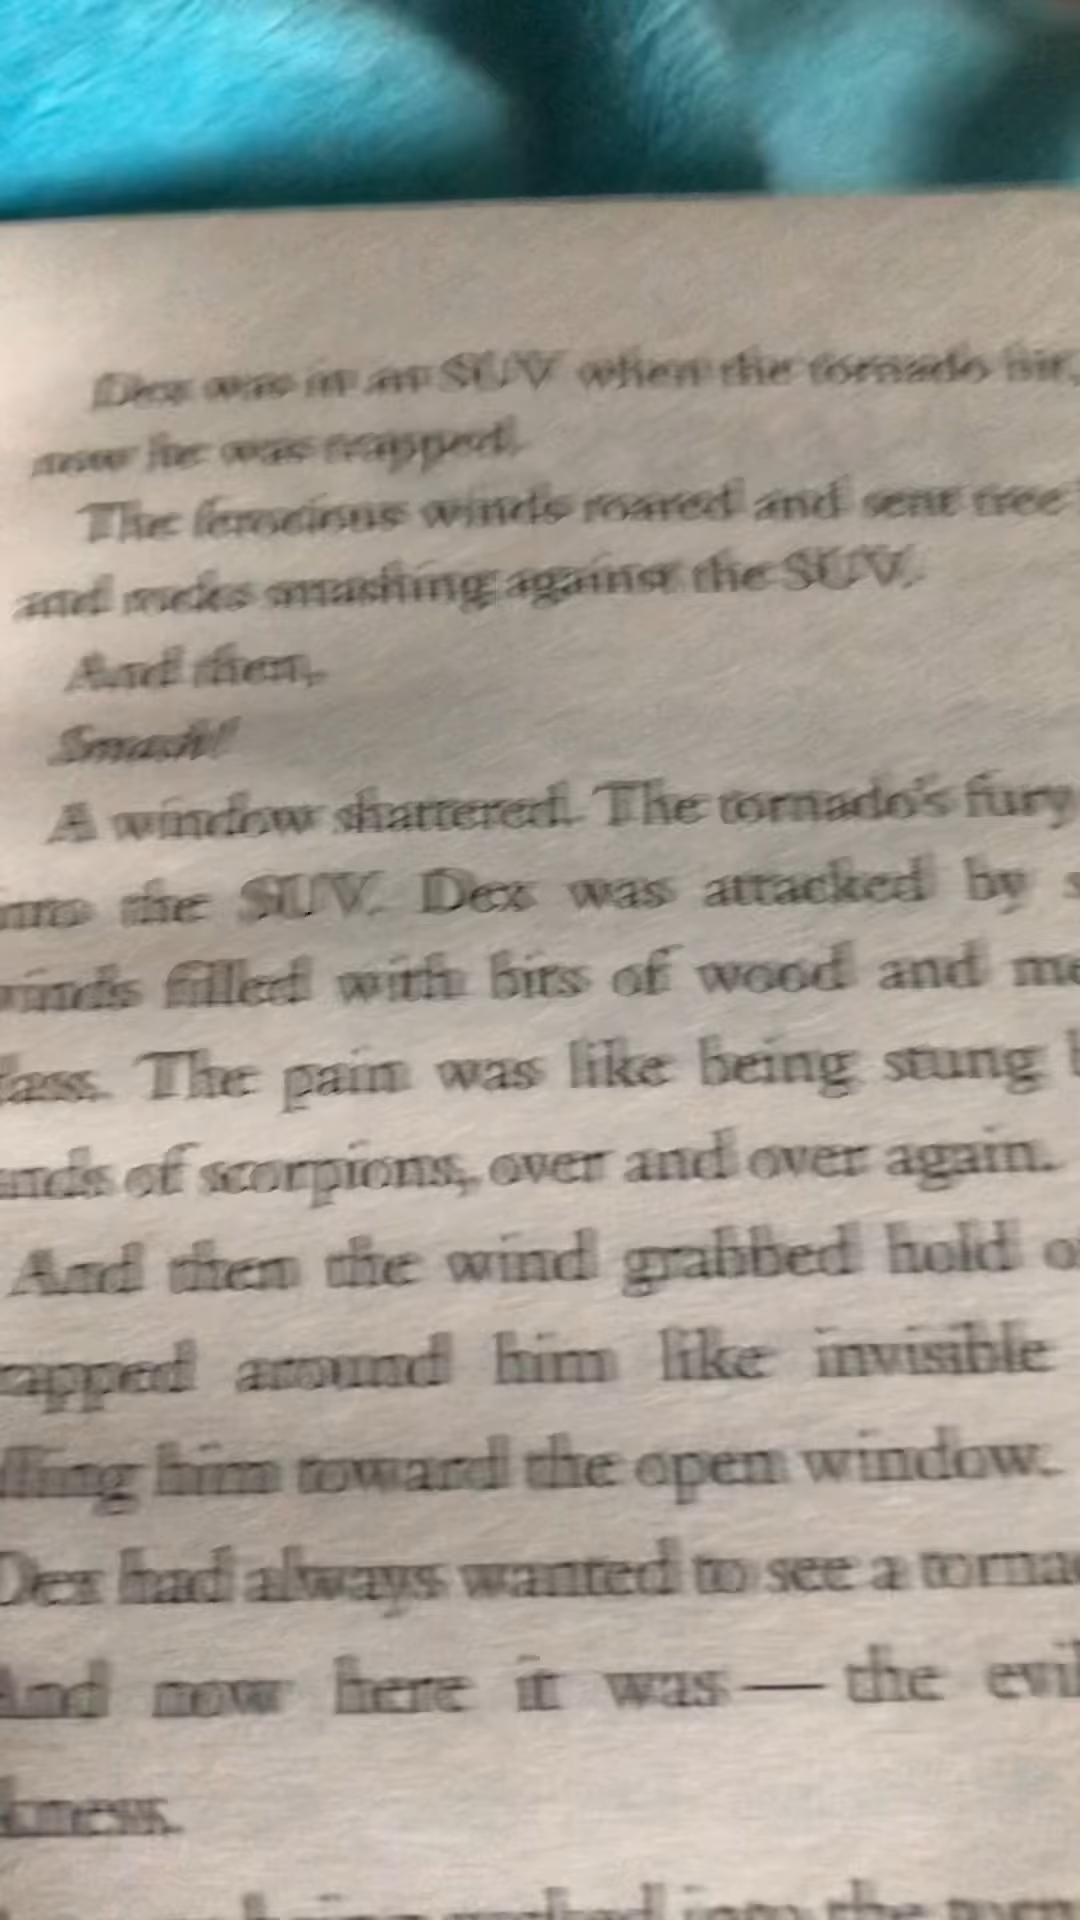 Dex was in an SUV when the tornado hit,
now he was trapped.
The ferocious winds roared and sent tree
and rocks smashing against the SUV.
And then,
Smash!
A window shattered. The tornado's fury
into the SUV. Dex was attacked by
winds filled with bits of wood and
The pain was like being stung
of scorpions, over and over again.
And then the wind grabbed hold
around him like invisible
him toward the open window.
Dex had always wanted to see a
And now here it was — the evil
into the